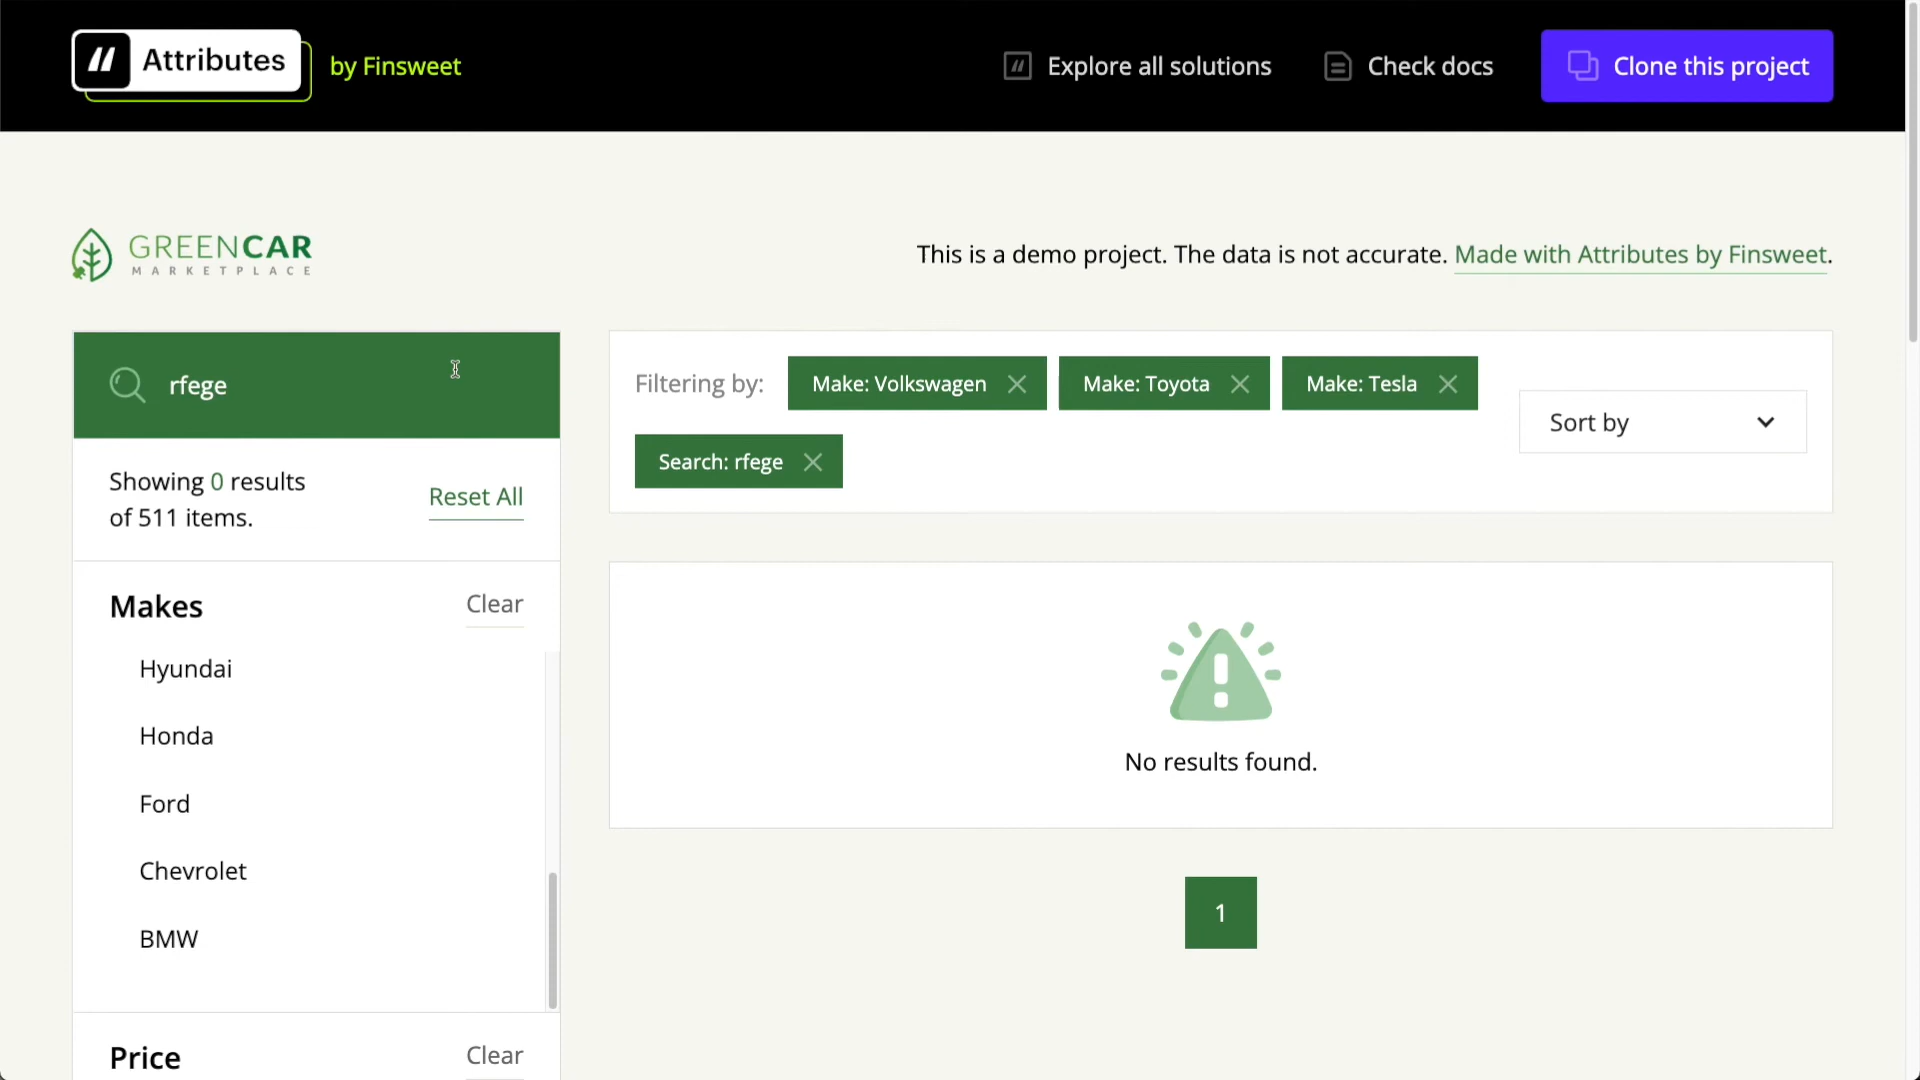 Attributes by Finsweet
Explore all solutions
Check docs
Clone this project
GREENCAR
MARKETPLACE
This is a demo project. The data is not accurate. Made with Attributes by Finsweet.
rfege
Showing 0 results
of 511 items.
Reset All
Makes
Clear
Hyundai
Honda
Ford
Chevrolet
BMW
Price
Clear
Filtering by:
Make: Volkswagen
Make: Toyota
Make: Tesla
Search: rfege
Sort by
No results found.
1